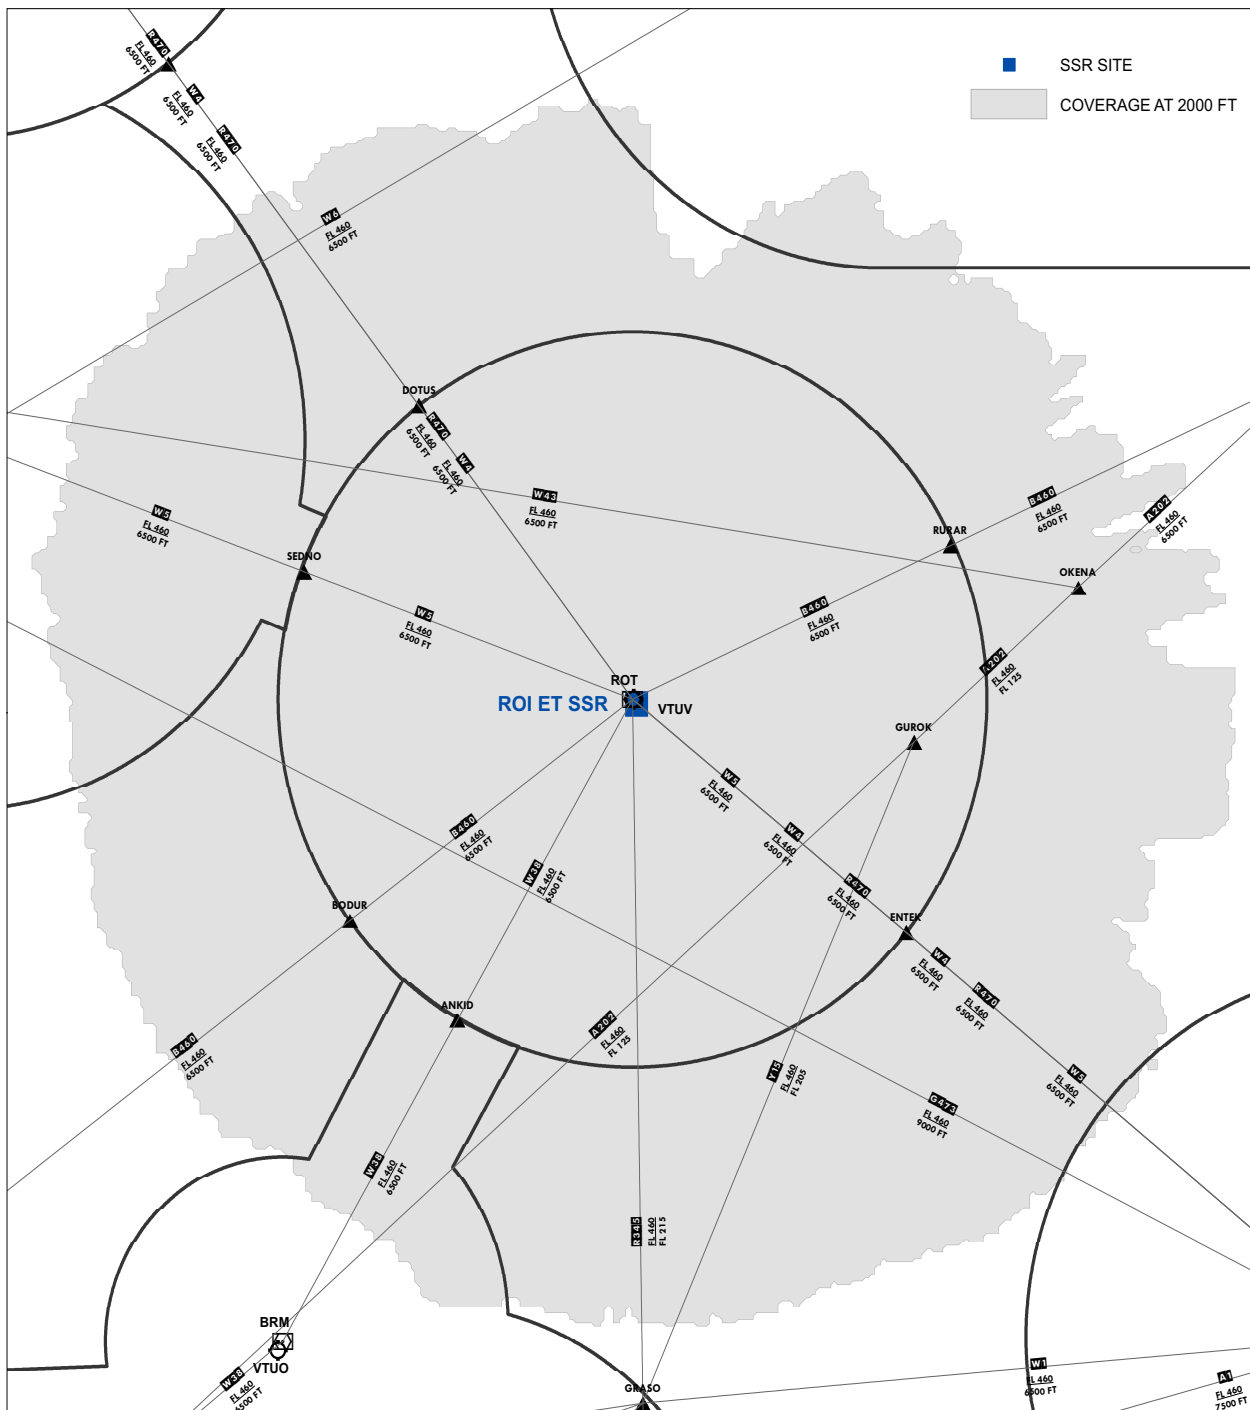 R470
FL 460
6500 FT
W4
FL 460
6500 FT
R470
FL 460
6500 FT
SSR SITE
COVERAGE AT 2000 FT
W6
FL 460
6500 FT
DOTUS
R470
FL 460
6500 FT
W4
FL 460
6500 FT
W43
FL 460
6500 FT
B460
FL 460
6500 FT
A202
FL 460
6500 FT
W5
FL 460
6500 FT
RURAR
SEDNO
OKENA
W5
FL 460
6500 FT
B460
FL 460
6500 FT
A202
FL 460
FL 125
ROT
ROI ET SSR
VTUV
GUROK
W5
FL 460
6500 FT
B460
FL 460
6500 FT
W4
FL 460
6500 FT
W38
FL 460
6500 FT
R470
FL 460
6500 FT
BODUR
ENTEK
W4
FL 460
6500 FT
R470
FL 460
6500 FT
ANKID
A202
FL 460
FL 125
B460
FL 460
6500 FT
Y15
FL 460
FL 205
W5
FL 460
6500 FT
G473
FL 460
9000 FT
W38
FL 460
6500 FT
R345
FL 460
FL 215
BRM
VTUO
W38
FL 460
6500 FT
GRASO
W1
FL 460
6500 FT
A1
FL 460
7500 FT